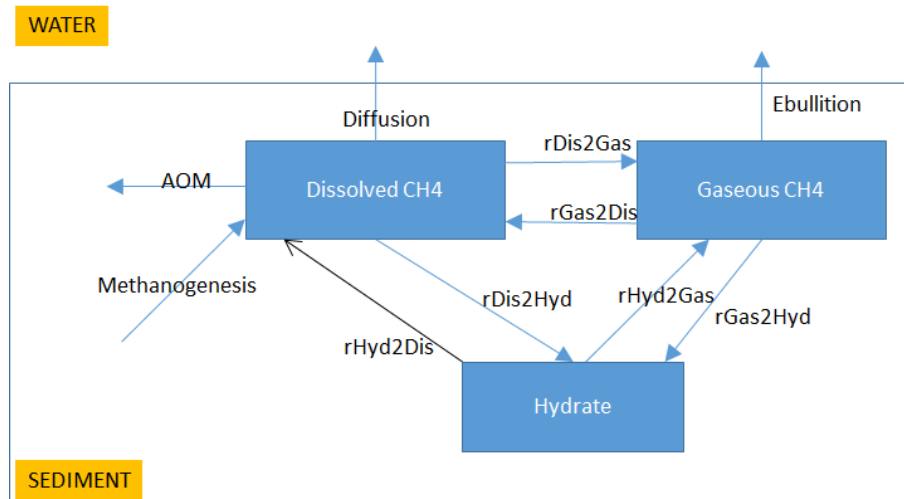 WATER
Diffusion
Ebullition
rDis2Gas
AOM
Dissolved CH4
Gaseous CH4
rGas2Dis
Methanogenesis
rDis2Hyd
rHyd2Gas
rGas2Hyd
rHyd2Dis
Hydrate
SEDIMENT